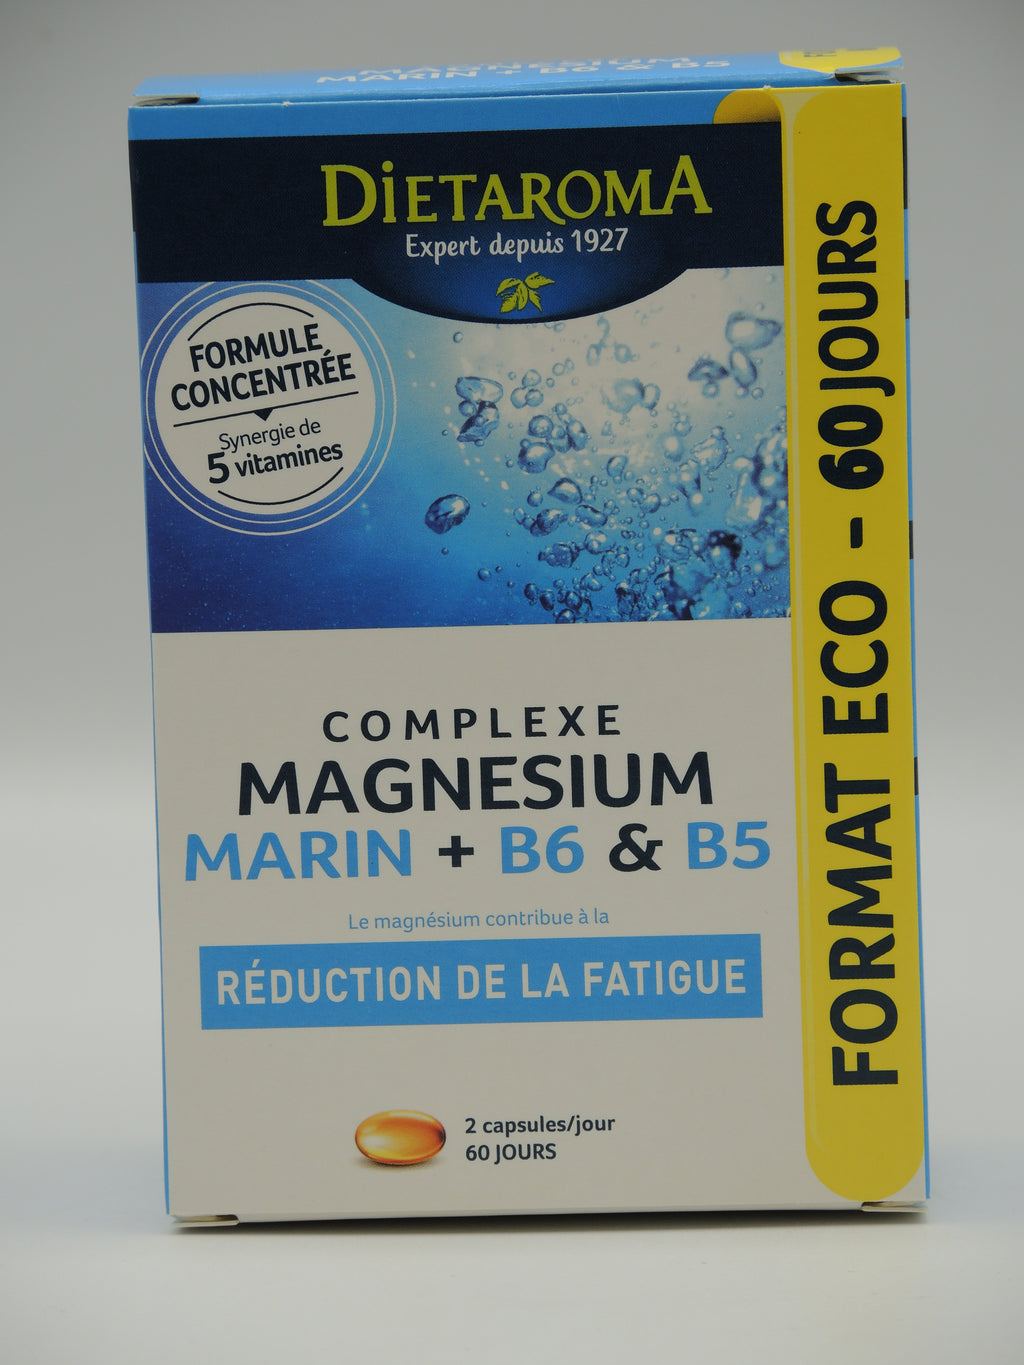 MAGNESIUM
MARIN + B6 & B5
DIETAROMA
Expert depuis 1927
FORMULE
CONCENTRÉE
Synergie de
5 vitamines
COMPLEXE
MAGNESIUM
MARIN + B6 & B5
Le magnésium contribue à la
RÉDUCTION DE LA FATIGUE
2 capsules/jour
60 JOURS
FORMAT ECO - 60 JOURS